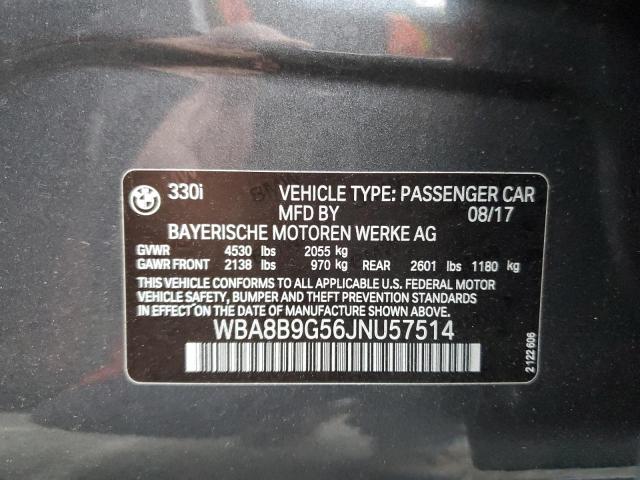 330i VEHICLE TYPE: PASSENGER CAR
MFD BY 08/17
BAYERISCHE MOTOREN WERKE AG
GVWR 4530 lbs 2055 kg
GAWR FRONT 2138 lbs 970 kg REAR 2601 lbs 1180 kg
THIS VEHICLE CONFORMS TO ALL APPLICABLE U.S. FEDERAL MOTOR
VEHICLE SAFETY, BUMPER AND THEFT PREVENTION STANDARDS
IN EFFECT ON THE DATE OF MANUFACTURE SHOWN ABOVE.
WBA8B9G56JNU57514
2 122 606